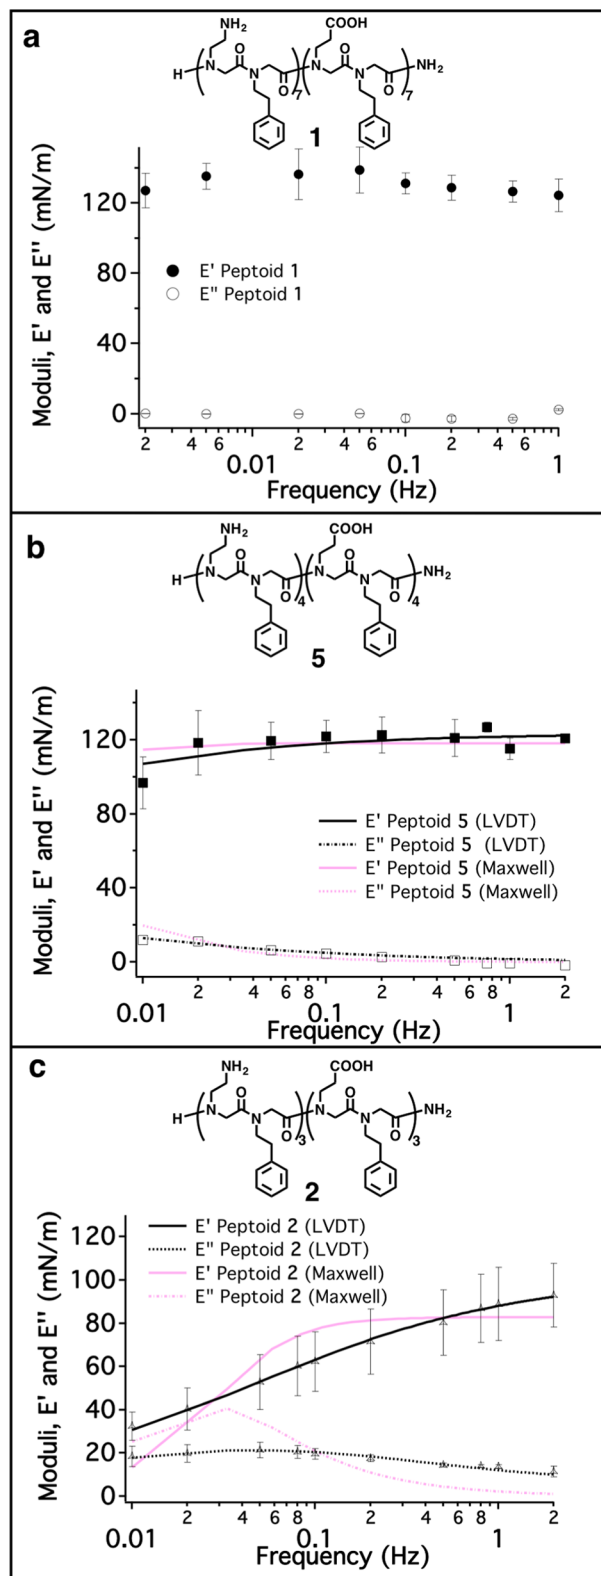 a
NH2
COOH
H
N
O
N
O
7
N
O
N
O
7
NH2
1
Moduli, E' and E'' (mN/m)
120
80
40
0
E' Peptoid 1
E'' Peptoid 1
2 4 6 2 4 6 2 4 6
0.01 0.1 1
Frequency (Hz)
b
NH2
COOH
H
N
O
N
O
4
N
O
N
O
4
NH2
5
Moduli, E' and E'' (mN/m)
120
80
40
0
E' Peptoid 5 (LVDT)
E'' Peptoid 5 (LVDT)
E' Peptoid 5 (Maxwell)
E'' Peptoid 5 (Maxwell)
2 4 6 8 2 4 6 8 2
0.01 0.1 1
Frequency (Hz)
c
NH2
COOH
H
N
O
N
O
3
N
O
N
O
3
NH2
2
Moduli, E' and E'' (mN/m)
120
100
80
60
40
20
0
E' Peptoid 2 (LVDT)
E'' Peptoid 2 (LVDT)
E' Peptoid 2 (Maxwell)
E'' Peptoid 2 (Maxwell)
2 4 6 8 2 4 6 8 2
0.01 0.1 1
Frequency (Hz)